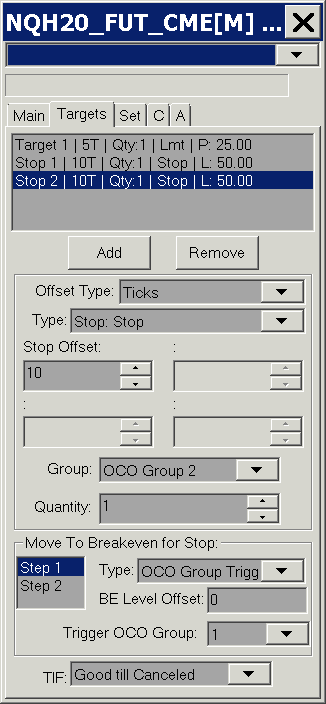 NQH20_FUT_CME[M] ...
Main Targets Set C A
Target 1 | 5T | Qty:1 | Lmt | P: 25.00
Stop 1 | 10T | Qty:1 | Stop | L: 50.00
Stop 2 | 10T | Qty:1 | Stop | L: 50.00
Add Remove
Offset Type: Ticks
Type: Stop: Stop
Stop Offset: :
10
: :
Group: OCO Group 2
Quantity: 1
Move To Breakeven for Stop:
Step 1
Step 2
Type: OCO Group Trigg
BE Level Offset: 0
Trigger OCO Group: 1
TIF: Good till Canceled